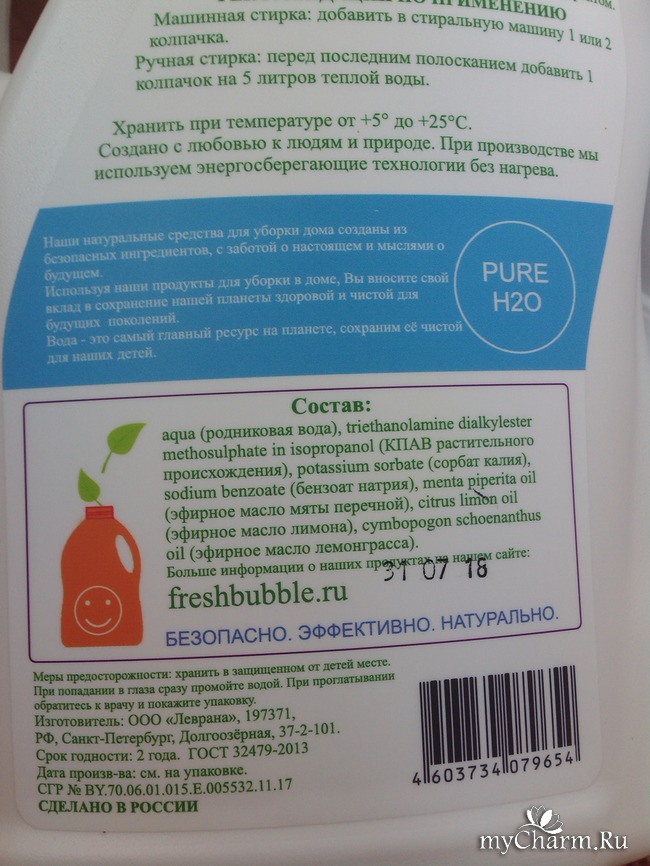 ПО ПРИМЕНЕНИЮ
Машинная стирка: добавить в стиральную машину 1 или 2
колпачка.
Ручная стирка: перед последним полосканием добавить 1
колпачок на 5 литров теплой воды.
Хранить при температуре от +5° до +25°С.
Создано с любовью к людям и природе. При производстве мы
используем энергосберегающие технологии без нагрева.
Наши натуральные средства для уборки дома созданы из
безопасных ингредиентов, с заботой о настоящем и мыслями о
будущем.
Используя наши продукты для уборки в доме, Вы вносите свой
вклад в сохранение нашей планеты здоровой и чистой для
будущих поколений.
Вода - это самый главный ресурс на планете, сохраним её чистой
для наших детей.
PURE
H2O
Состав:
aqua (родниковая вода), triethanolamine dialkylester
methosulphate in isopropanol (КПАВ растительного
происхождения), potassium sorbate (сорбат калия),
sodium benzoate (бензоат натрия), menta piperita oil
(эфирное масло мяты перечной), citrus limon oil
(эфирное масло лимона), cymbopogon schoenanthus
oil (эфирное масло лемонграсса).
Больше информации о наших продуктах на нашем сайте:
31 07 18
freshbubble.ru
БЕЗОПАСНО. ЭФФЕКТИВНО. НАТУРАЛЬНО.
Меры предосторожности: хранить в защищенном от детей месте.
При попадании в глаза сразу промойте водой. При проглатывании
обратитесь к врачу и покажите упаковку.
Изготовитель: ООО «Леврана», 197371,
РФ, Санкт-Петербург, Долгоозёрная, 37-2-101.
Срок годности: 2 года. ГОСТ 32479-2013
Дата произв-ва: см. на упаковке.
СГР № BY.70.06.01.015.Е.005532.11.17
СДЕЛАНО В РОССИИ
4 603734 079654
myCharm.Ru